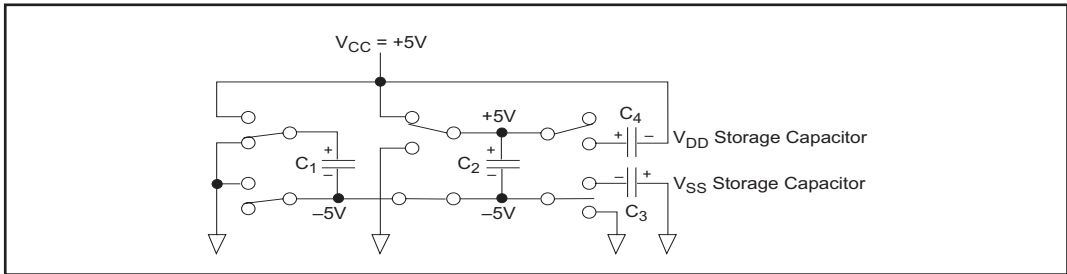 VCC = +5V
+5V
C4
+ − VDD Storage Capacitor
+
C1
−
+
C2
−
− + VSS Storage Capacitor
C3
−5V
−5V